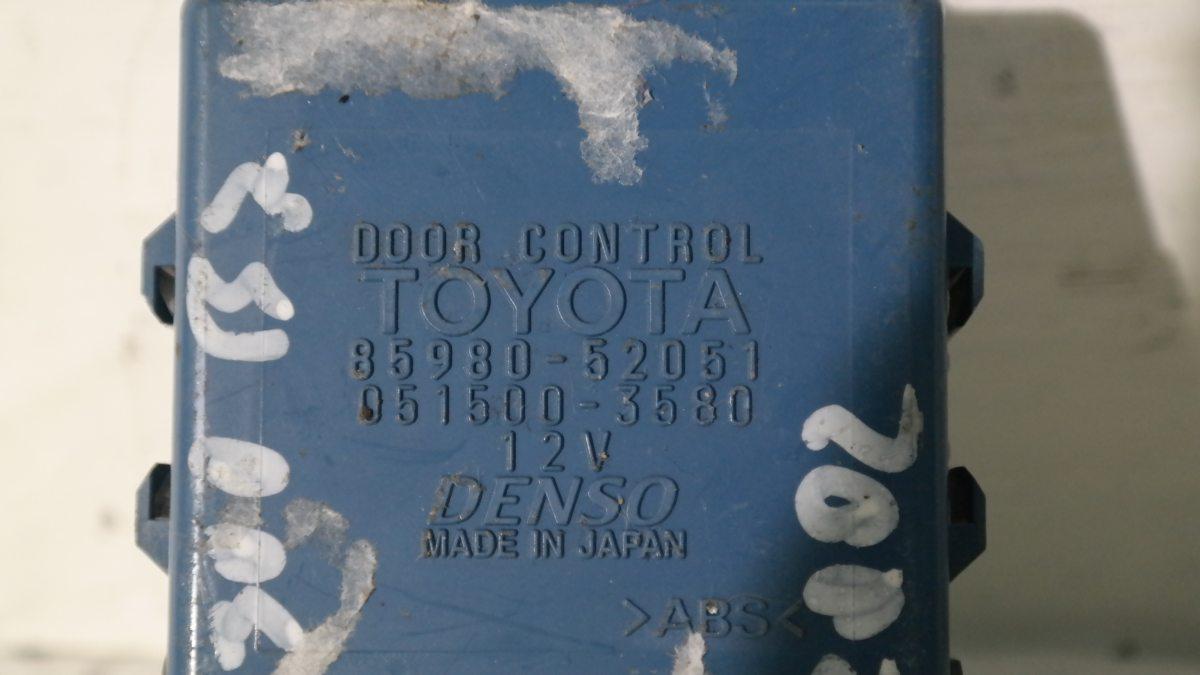 DOOR CONTROL
TOYOTA
85980-52051
051500-3580
12V
DENSO
MADE IN JAPAN
>ABS<